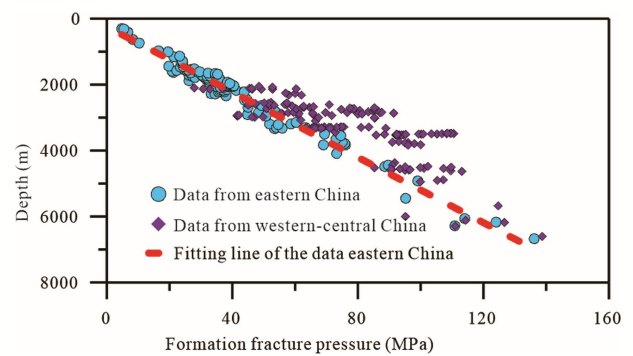 0
2000
4000
6000
8000
Depth (m)
Data from eastern China
Data from western-central China
Fitting line of the data eastern China
0 40 80 120 160
Formation fracture pressure (MPa)